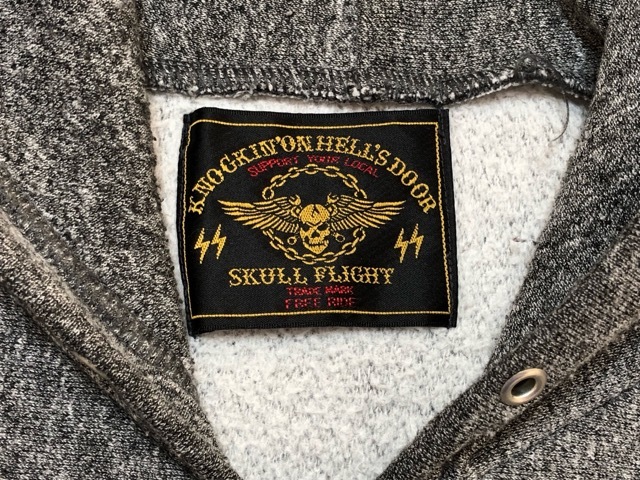 KNOCKIN'ON HELL'S DOOR
SUPPORT YOUR LOCAL
SKULL FLIGHT
TRADE MARK
FREE RIDE